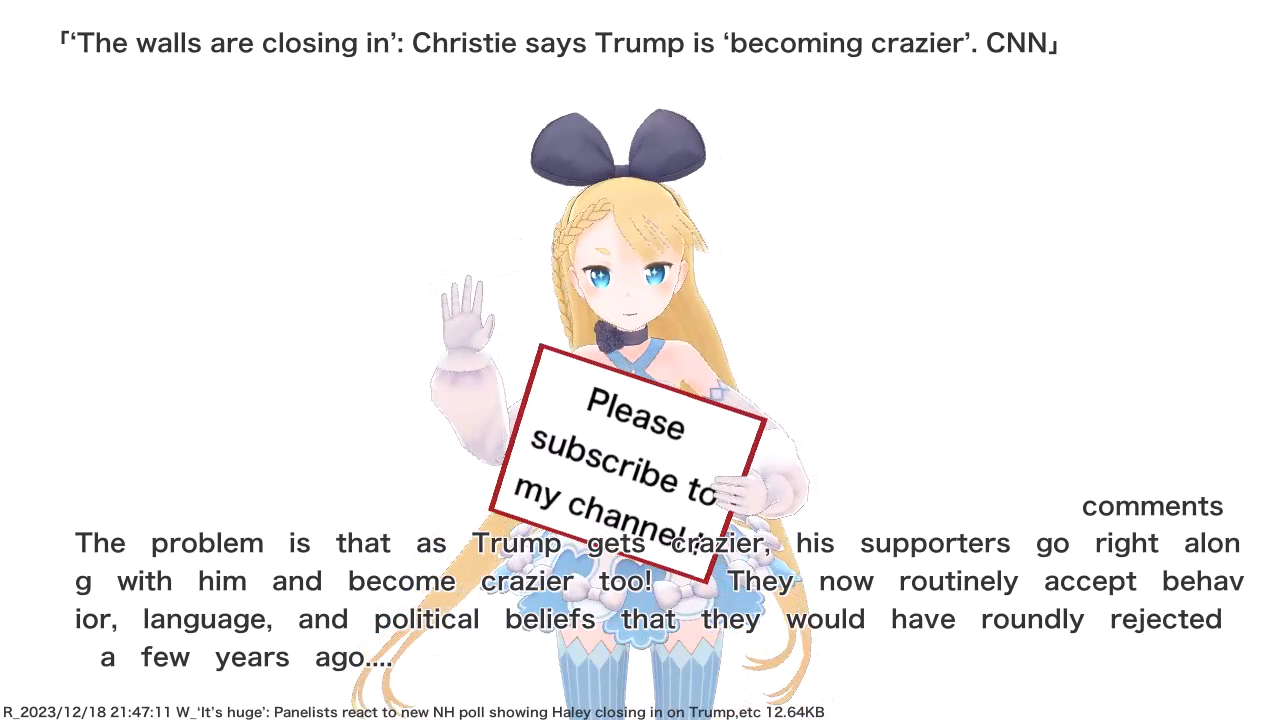 「‘The walls are closing in’: Christie says Trump is ‘becoming crazier’. CNN」
Please
subscribe to
my channel!
comments
The problem is that as Trump gets crazier, his supporters go right alon
g with him and become crazier too! They now routinely accept behav
ior, language, and political beliefs that they would have roundly rejected
a few years ago....
R_2023/12/18 21:47:11 W_‘It’s huge’: Panelists react to new NH poll showing Haley closing in on Trump,etc 12.64KB